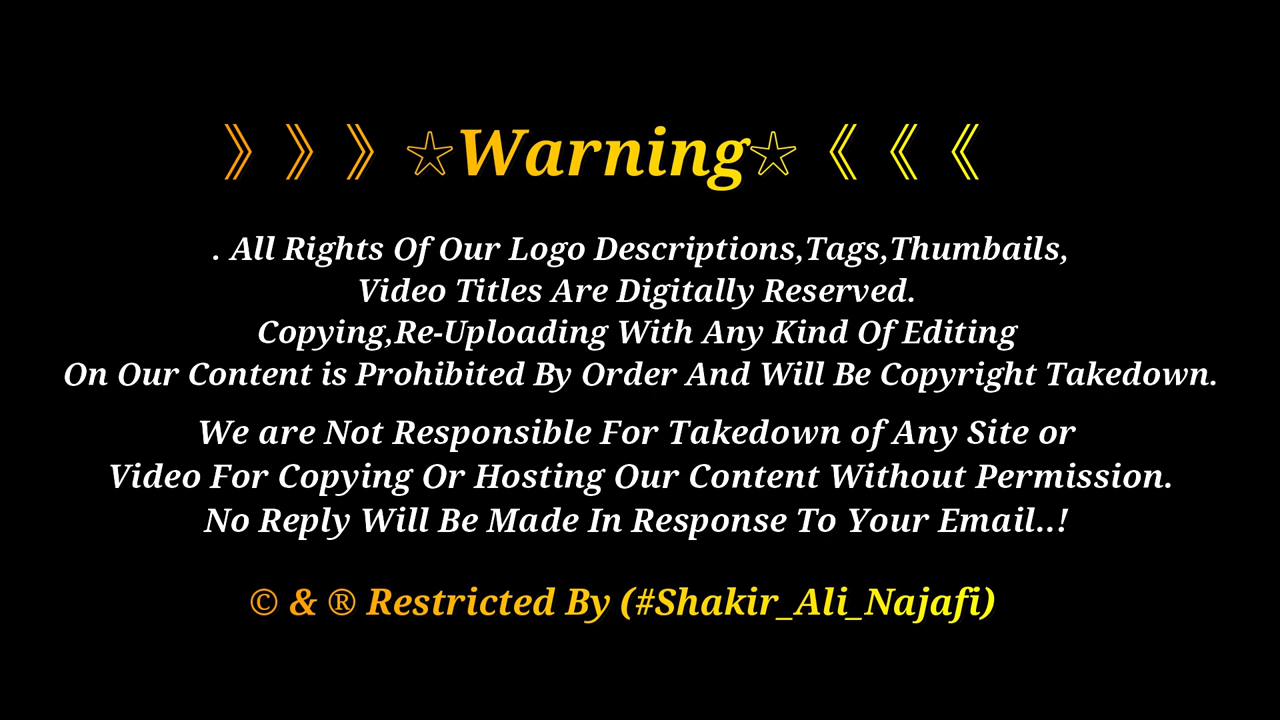 》》》☆Warning☆《《《
. All Rights Of Our Logo Descriptions,Tags,Thumbails,
Video Titles Are Digitally Reserved.
Copying,Re-Uploading With Any Kind Of Editing
On Our Content is Prohibited By Order And Will Be Copyright Takedown.
We are Not Responsible For Takedown of Any Site or
Video For Copying Or Hosting Our Content Without Permission.
No Reply Will Be Made In Response To Your Email..!
© & ® Restricted By (#Shakir_Ali_Najafi)